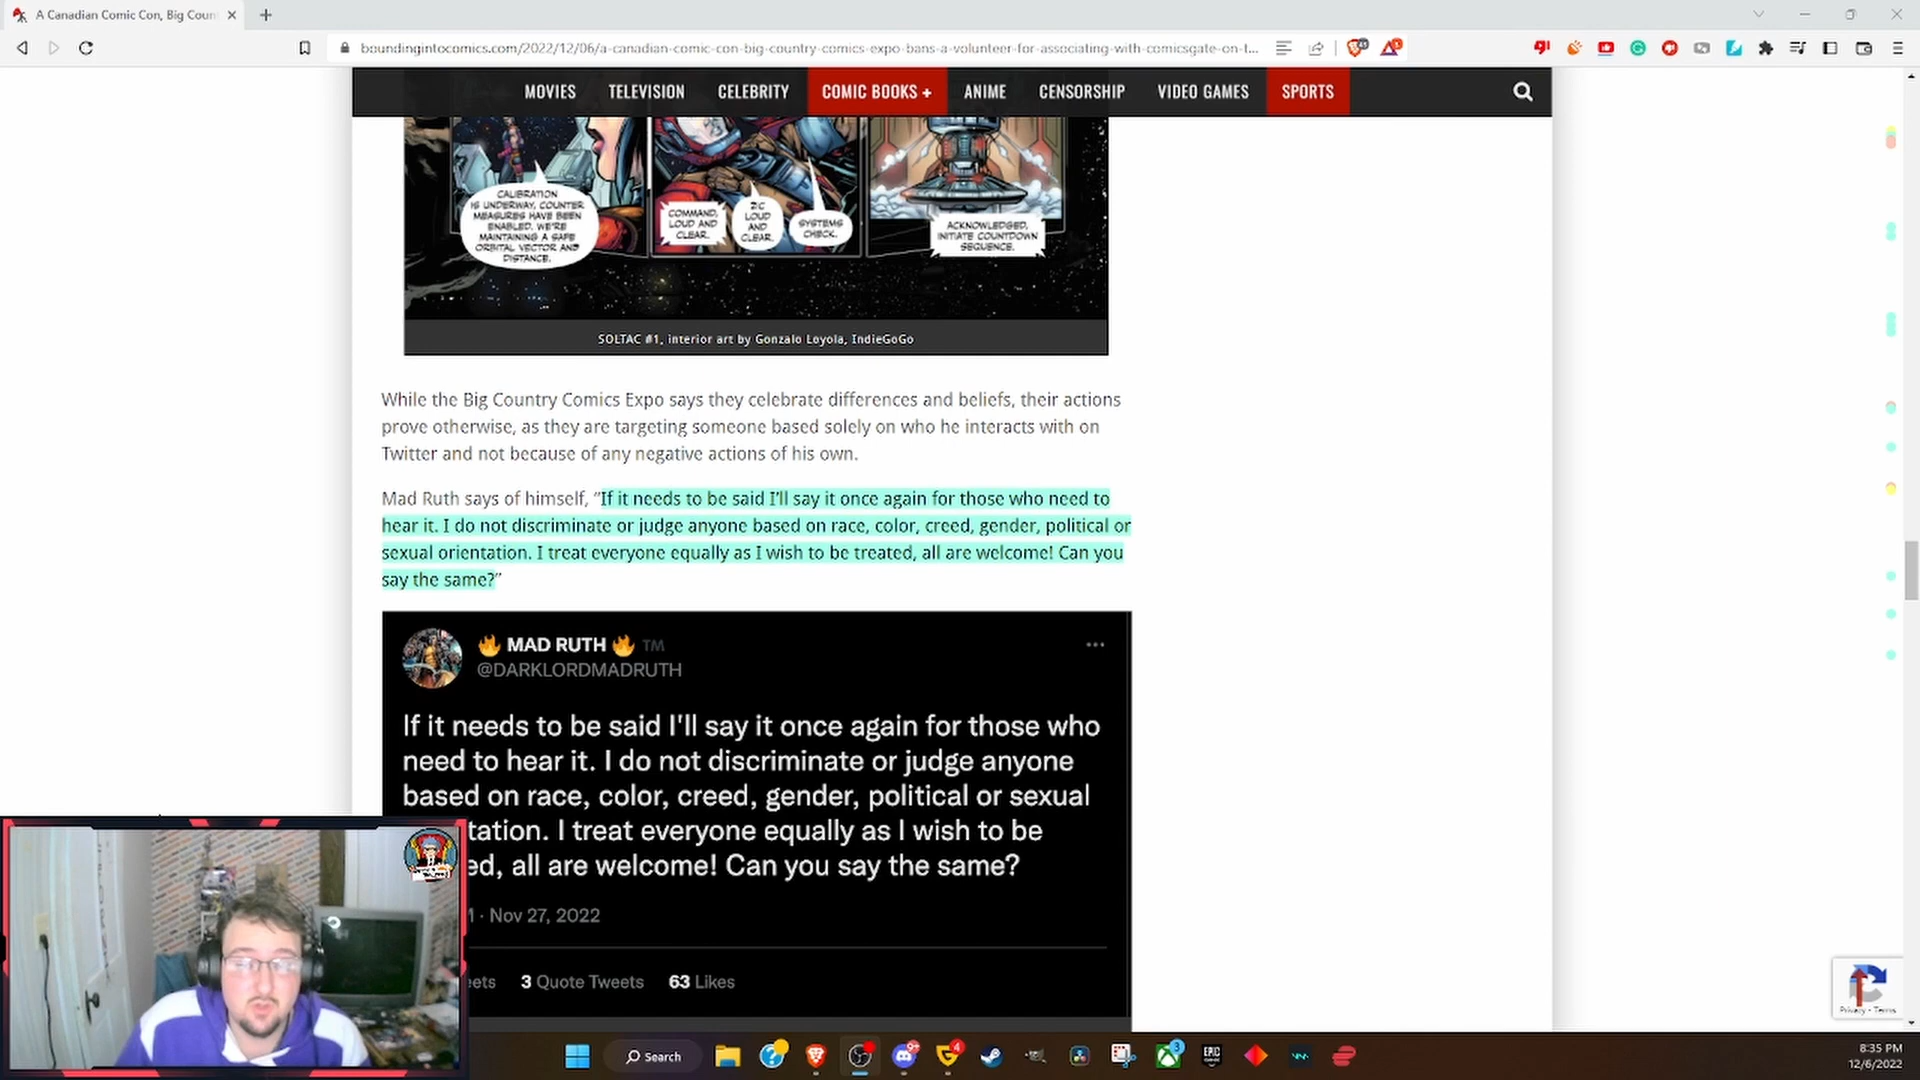 A Canadian Comic Con, Big Coun
boundingintocomics.com/2022/12/06/a-canadian-comic-con-big-country-comics-expo-bans-a-volunteer-for-associating-with-comicsgate-on-t...
MOVIES TELEVISION CELEBRITY COMIC BOOKS + ANIME CENSORSHIP VIDEO GAMES SPORTS
CALIBRATION
IS UNDERWAY, COUNTER
MEASURES HAVE BEEN
ENABLED. WE'RE
MAINTAINING A SAFE
ORBITAL VECTOR AND
DISTANCE.
COMMAND,
LOUD AND
CLEAR.
LOUD
AND
CLEAR.
SYSTEMS
CHECK.
ACKNOWLEDGED,
INITIATE COUNTDOWN
SEQUENCE.
SOLTAC #1, interior art by Gonzalo Loyola, IndieGoGo
While the Big Country Comics Expo says they celebrate differences and beliefs, their actions
prove otherwise, as they are targeting someone based solely on who he interacts with on
Twitter and not because of any negative actions of his own.
Mad Ruth says of himself, “If it needs to be said I’ll say it once again for those who need to
hear it. I do not discriminate or judge anyone based on race, color, creed, gender, political or
sexual orientation. I treat everyone equally as I wish to be treated, all are welcome! Can you
say the same?”
🔥 MAD RUTH 🔥 TM
@DARKLORDMADRUTH
If it needs to be said I'll say it once again for those who
need to hear it. I do not discriminate or judge anyone
based on race, color, creed, gender, political or sexual
tation. I treat everyone equally as I wish to be
ed, all are welcome! Can you say the same?
· Nov 27, 2022
eets 3 Quote Tweets 63 Likes
Privacy - Terms
Search
8:35 PM
12/6/2022